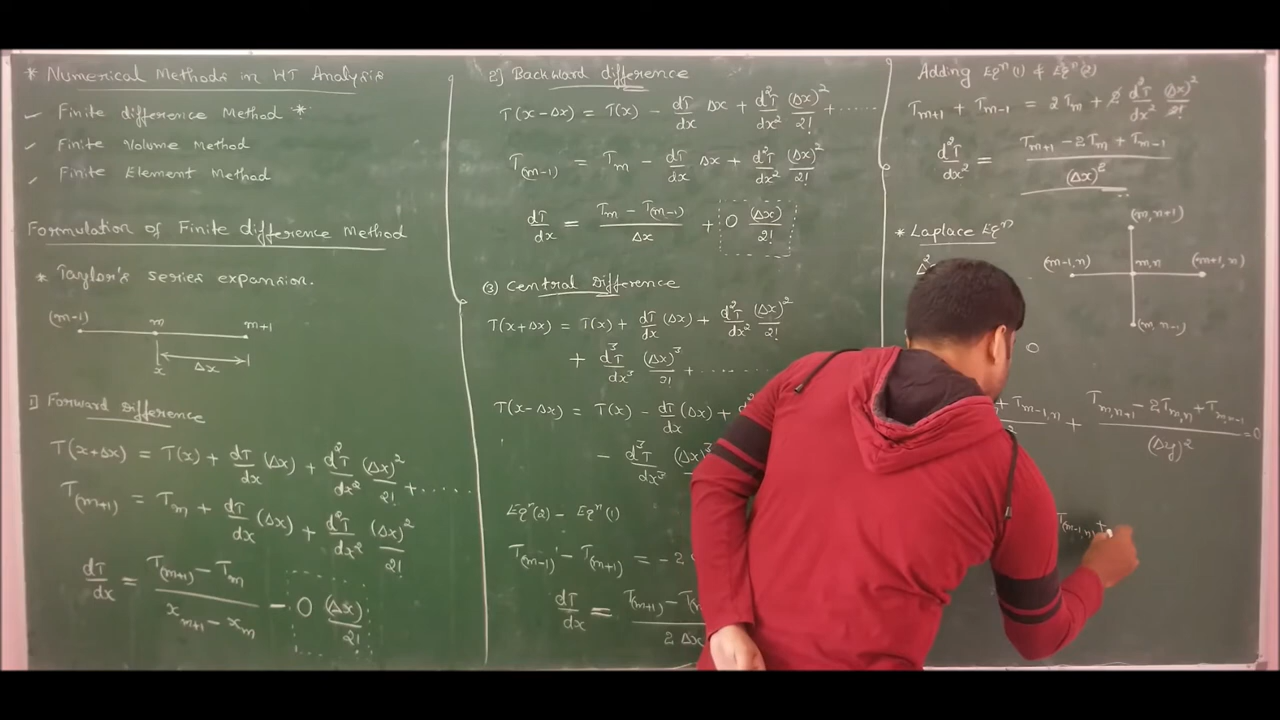 * Numerical Methods in HT Analysis
✓ Finite difference Method *
✓ Finite Volume Method
✓ Finite Element Method
Formulation of Finite difference Method
* Taylor's series expansion.
(m-1) m m+1
x Δx
1] Forward Difference
T(x+Δx) = T(x) + dT/dx (Δx) + d²T/dx² (Δx)²/2! + ......
T(m+1) = Tm + dT/dx (Δx) + d²T/dx² (Δx)²/2!
dT/dx = (T(m+1) - Tm)/(x m+1 - xm) - O (Δx)/2!
2) Backward difference
T(x-Δx) = T(x) - dT/dx Δx + d²T/dx² (Δx)²/2! + ......
T(m-1) = Tm - dT/dx Δx + d²T/dx² (Δx)²/2!
dT/dx = (Tm - T(m-1))/Δx + O (Δx)/2!
(3) Central Difference
T(x+Δx) = T(x) + dT/dx (Δx) + d²T/dx² (Δx)²/2!
+ d³T/dx³ (Δx)³/2! + ......
T(x-Δx) = T(x) - dT/dx (Δx) +
- d³T/dx³ (Δx)³
Eqⁿ(2) - Eqⁿ(1)
T(m-1) - T(m+1) = -2
dT/dx = T(m+1) - / 2Δx
Adding Eqⁿ(1) & Eqⁿ(2)
Tm+1 + Tm-1 = 2Tm + 2 d²T/dx² (Δx)²/2!
d²T/dx² = (Tm+1 - 2Tm + Tm-1)/(Δx)²
* Laplace Eqⁿ
(m, n+1)
(m-1, n) m, n (m+1, n)
(m, n-1)
0
+ Tm-1, n + (Tm, n+1 - 2Tm, n + Tm, n-1)/(Δy)² = 0
T(m-1, n) +